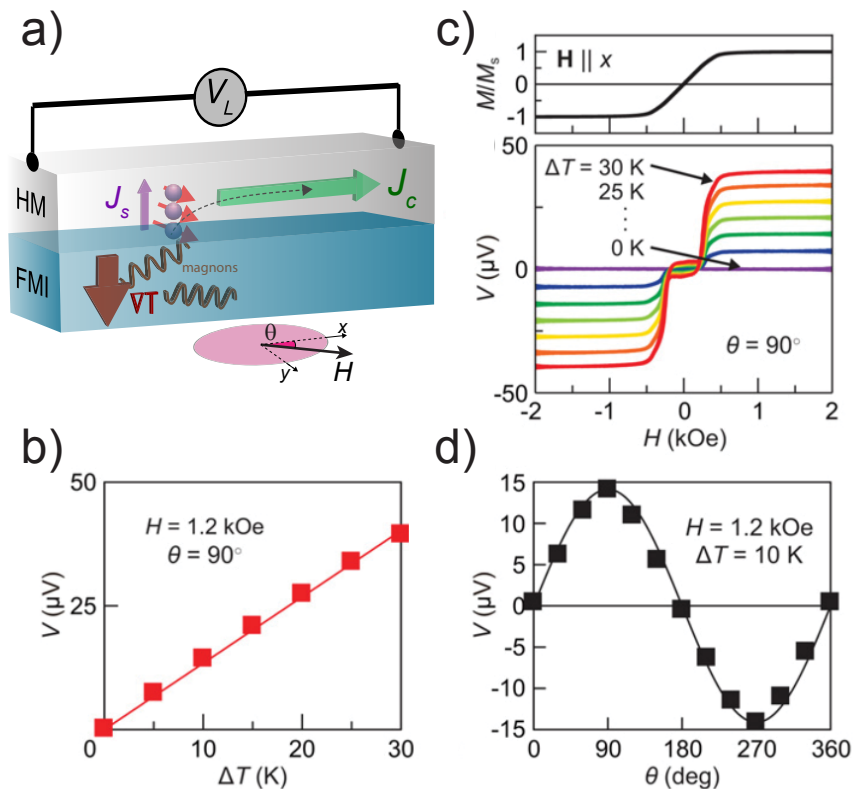 a)
V_L
HM
J_s
J_c
FMI
magnons
∇T
θ
x
y
H
c)
M/M_s
1
0
-1
H || x
50
0
-50
V (μV)
ΔT = 30 K
25 K
⋮
0 K
θ = 90°
-2 -1 0 1 2
H (kOe)
b)
50
25
0
V (μV)
H = 1.2 kOe
θ = 90°
10 20 30
ΔT (K)
d)
15
10
5
0
-5
-10
-15
V (μV)
H = 1.2 kOe
ΔT = 10 K
0 90 180 270 360
θ (deg)